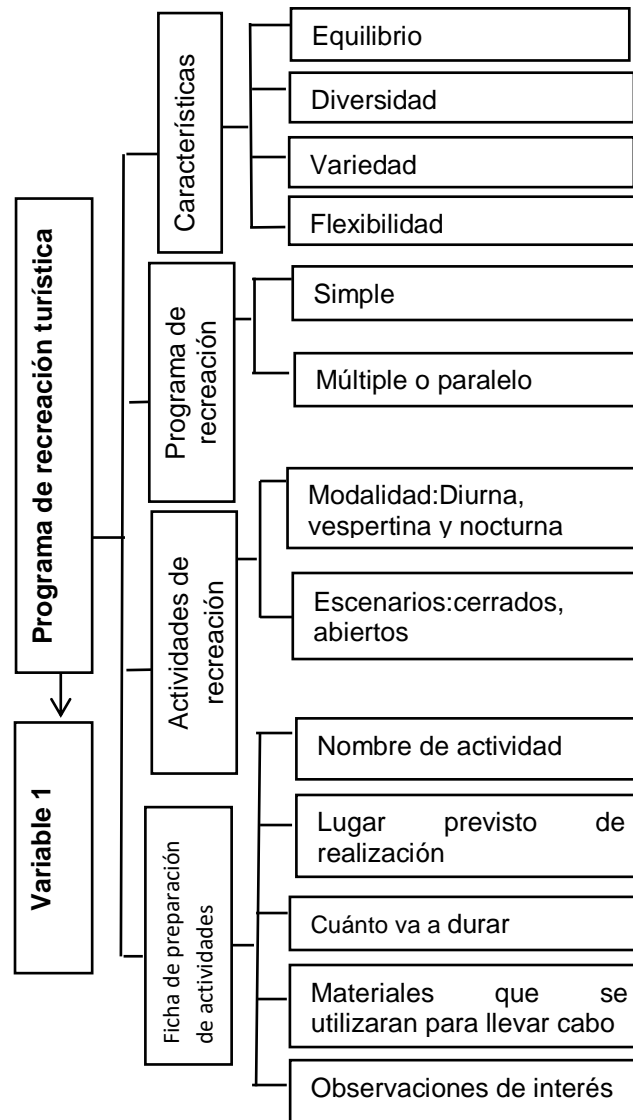 Programa de recreación turística
Variable 1
Características
Equilibrio
Diversidad
Variedad
Flexibilidad
Programa de
recreación
Simple
Múltiple o paralelo
Actividades de
recreación
Modalidad:Diurna,
vespertina y nocturna
Escenarios:cerrados,
abiertos
Ficha de preparación
de actividades
Nombre de actividad
Lugar previsto de
realización
Cuánto va a durar
Materiales que se
utilizaran para llevar cabo
Observaciones de interés